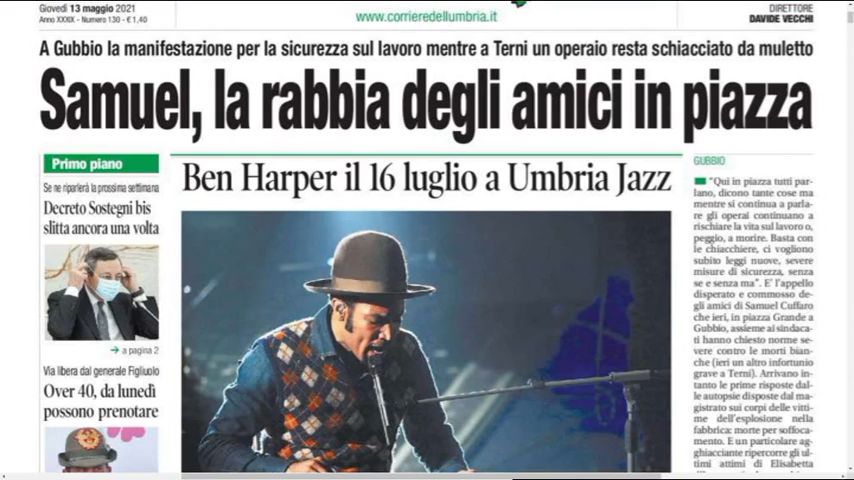 Giovedì 13 maggio 2021
Anno XXXIX - Numero 130 - € 1,40
www.corrieredellumbria.it
DIRETTORE
DAVIDE VECCHI
A Gubbio la manifestazione per la sicurezza sul lavoro mentre a Terni un operaio resta schiacciato da muletto
Samuel, la rabbia degli amici in piazza
Primo piano
Se ne riparlerà la prossima settimana
Decreto Sostegni bis
slitta ancora una volta
a pagina 2
Via libera dal generale Figliuolo
Over 40, da lunedì
possono prenotare
Ben Harper il 16 luglio a Umbria Jazz
GUBBIO
"Qui in piazza tutti par-
lano, dicono tante cose ma
mentre si continua a parla-
re gli operai continuano a
rischiare la vita sul lavoro o,
peggio, a morire. Basta con
le chiacchiere, ci vogliono
subito leggi nuove, severe
misure di sicurezza, senza
se e senza ma". E' l'appello
disperato e commosso de-
gli amici di Samuel Cuffaro
che ieri, in piazza Grande a
Gubbio, assieme ai sindaca-
ti hanno chiesto norme se-
vere contro le morti bian-
che (ieri un altro infortunio
grave a Terni). Arrivano in-
tanto le prime risposte dal-
le autopsie disposte dal ma-
gistrato sui corpi delle vitti-
me dell'esplosione nella
fabbrica: morte per soffoca-
mento. E un particolare ag-
ghiacciante ripercorre gli ul-
timi attimi di Elisabetta